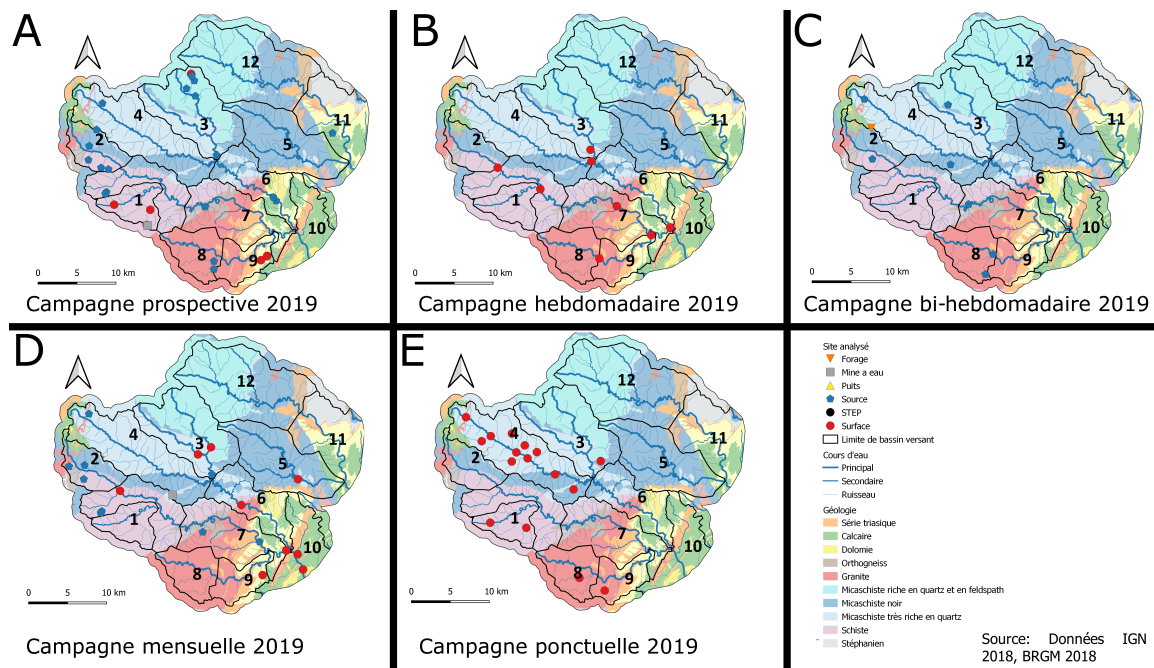 A
12
4
3
2
11
5
1
6
7
10
8
9
0 5 10 km
Campagne prospective 2019
B
12
4
3
2
11
5
1
6
7
10
8
9
0 5 10 km
Campagne hebdomadaire 2019
C
12
4
3
2
11
5
1
6
7
10
8
9
0 5 10 km
Campagne bi-hebdomadaire 2019
D
12
4
3
2
11
5
1
6
7
10
8
9
0 5 10 km
Campagne mensuelle 2019
E
12
4
3
2
11
5
1
6
7
10
8
9
0 5 10 km
Campagne ponctuelle 2019
Site analysé
Forage
Mine a eau
Puits
Source
STEP
Surface
Limite de bassin versant
Cours d'eau
Principal
Secondaire
Ruisseau
Géologie
Série triasique
Calcaire
Dolomie
Orthogneiss
Granite
Micaschiste riche en quartz et en feldspath
Micaschiste noir
Micaschiste très riche en quartz
Schiste
Stéphanien
Source: Données IGN
2018, BRGM 2018